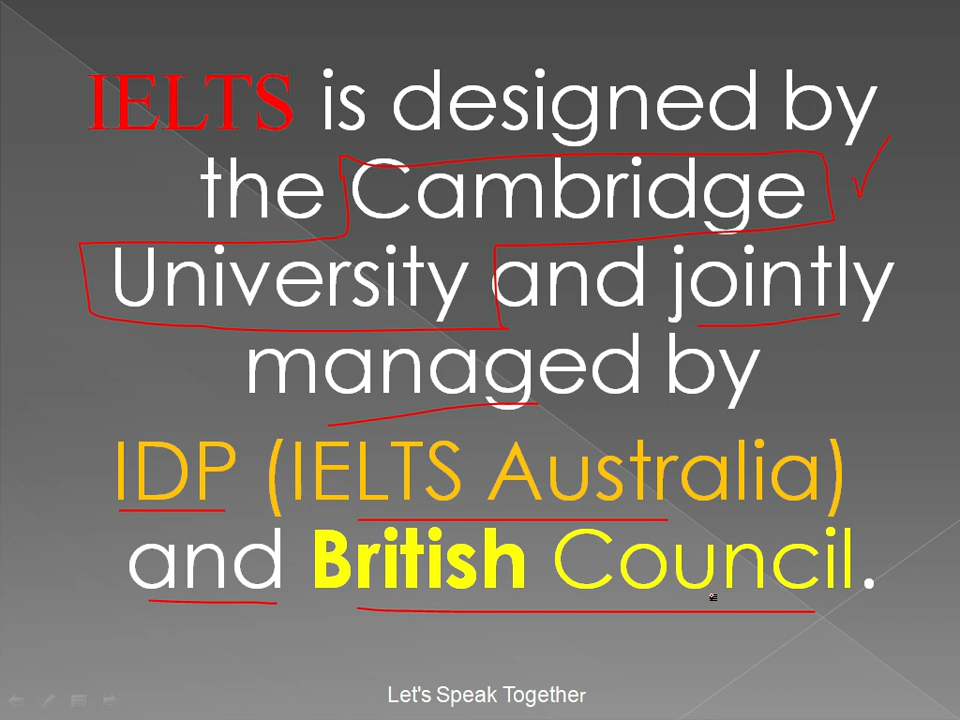 IELTS is designed by
the Cambridge
University and jointly
managed by
IDP (IELTS Australia)
and British Council.
Let's Speak Together